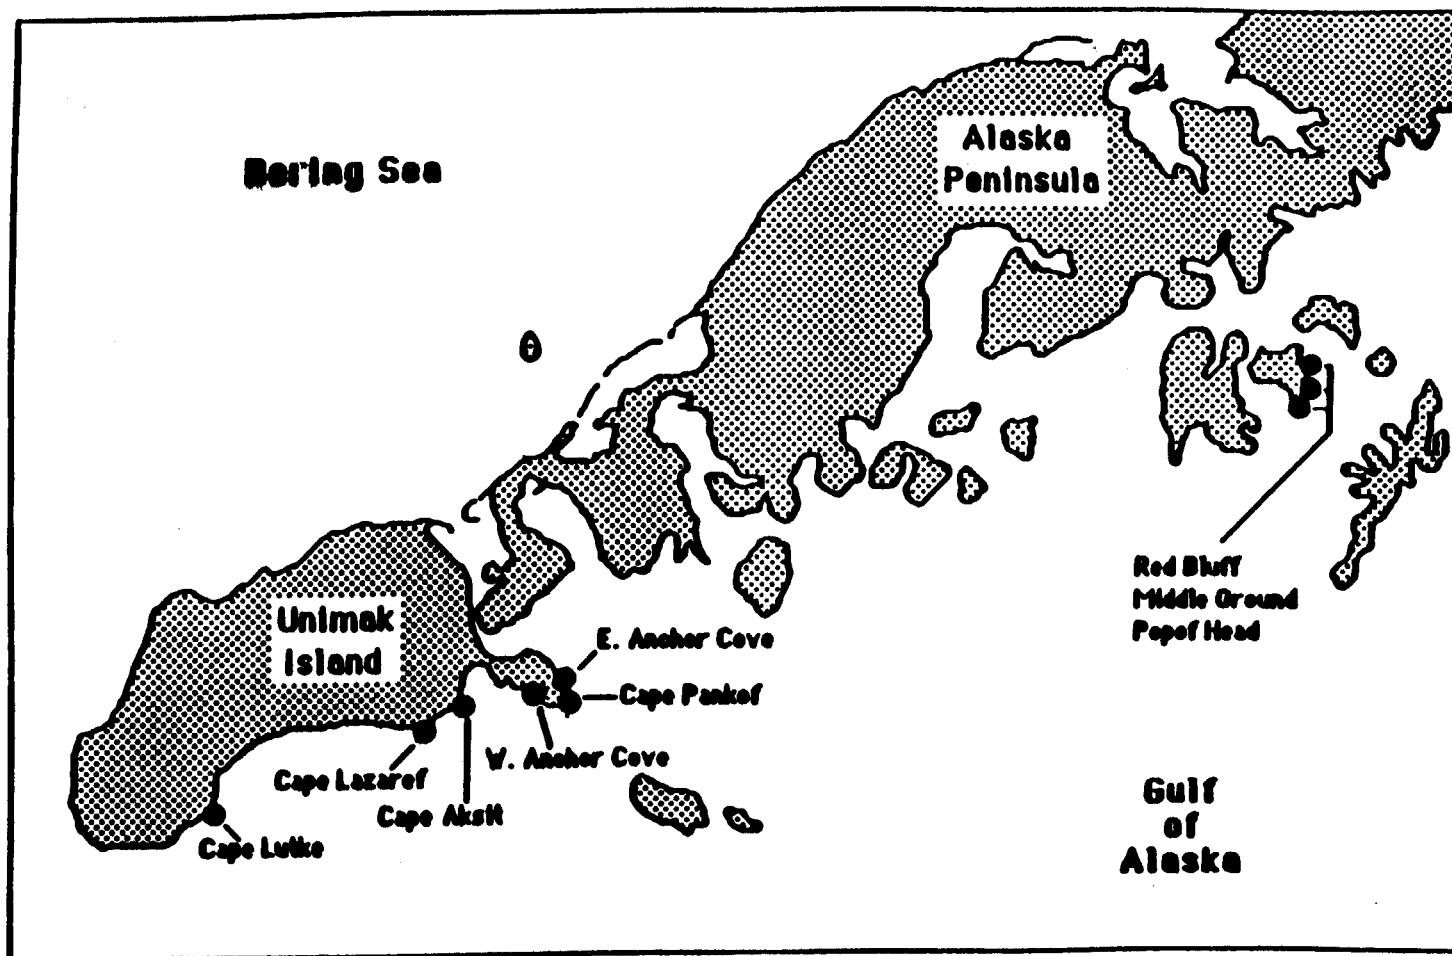 Bering Sea
Alaska
Peninsula
Unimak
Island
E. Anchor Cove
Cape Pankof
W. Anchor Cove
Cape Lazaref
Cape Aksit
Cape Lutke
Red Bluff
Middle Ground
Popof Head
Gulf
of
Alaska